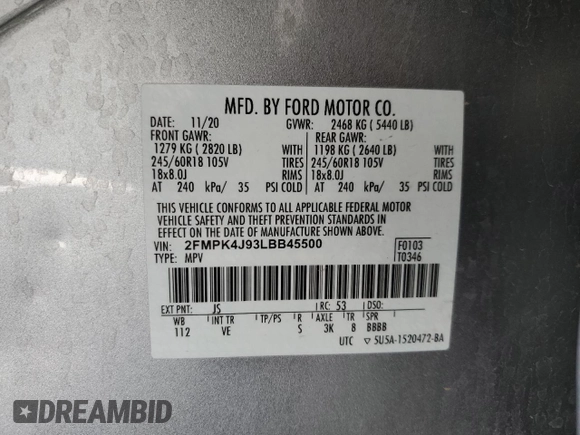 MFD. BY FORD MOTOR CO.
DATE: 11/20 GVWR: 2468 KG ( 5440 LB)
FRONT GAWR: REAR GAWR:
1279 KG ( 2820 LB) WITH 1198 KG ( 2640 LB) WITH
245/60R18 105V TIRES 245/60R18 105V TIRES
18x8.0J RIMS 18x8.0J RIMS
AT 240 kPa/ 35 PSI COLD AT 240 kPa/ 35 PSI COLD
THIS VEHICLE CONFORMS TO ALL APPLICABLE FEDERAL MOTOR
VEHICLE SAFETY AND THEFT PREVENTION STANDARDS IN
EFFECT ON THE DATE OF MANUFACTURE SHOWN ABOVE.
VIN: 2FMPK4J93LBB45500 F0103
TYPE: MPV T0346
EXT PNT: JS RC: 53 DSO:
WB INT TR TP/PS R AXLE TR SPR
112 VE S 3K 8 BBBB
UTC ▽ 5U5A-1520472-BA
DREAMBID